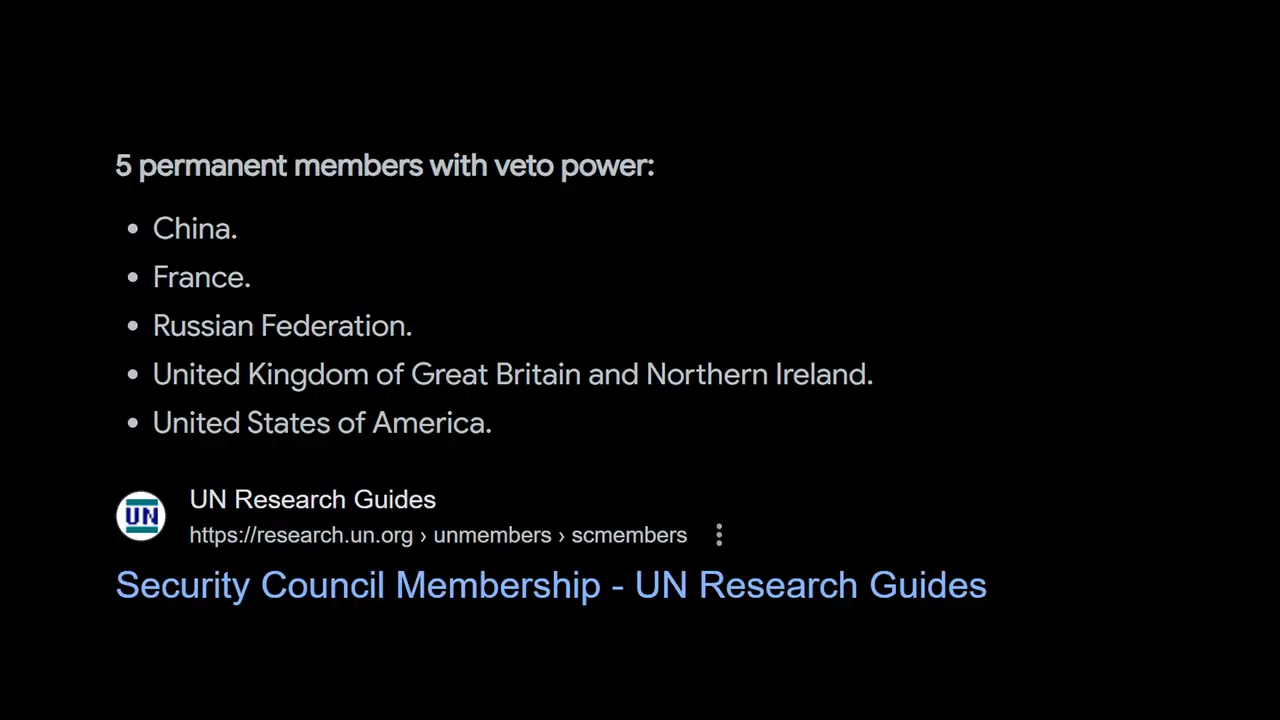 5 permanent members with veto power:
• China.
• France.
• Russian Federation.
• United Kingdom of Great Britain and Northern Ireland.
• United States of America.
UN
UN Research Guides
https://research.un.org › unmembers › scmembers
Security Council Membership - UN Research Guides